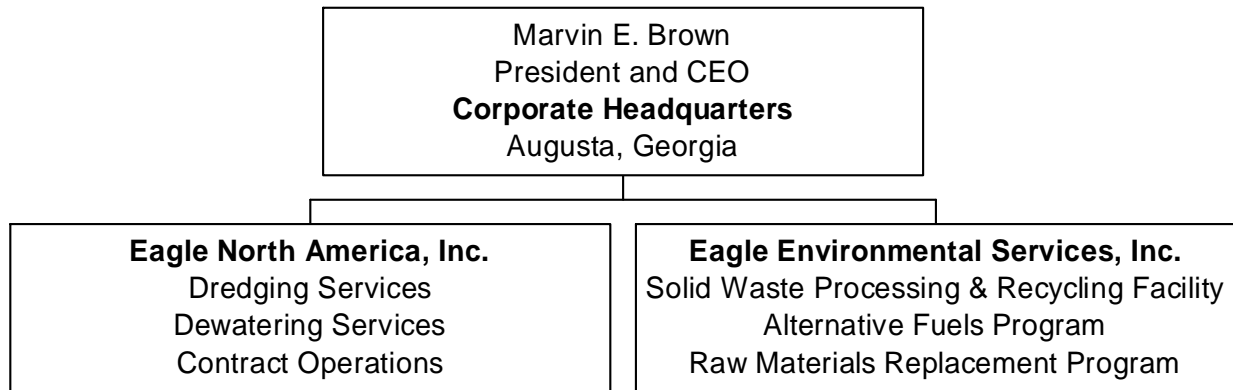 Marvin E. Brown
President and CEO
Corporate Headquarters
Augusta, Georgia
Eagle North America, Inc.
Dredging Services
Dewatering Services
Contract Operations
Eagle Environmental Services, Inc.
Solid Waste Processing & Recycling Facility
Alternative Fuels Program
Raw Materials Replacement Program